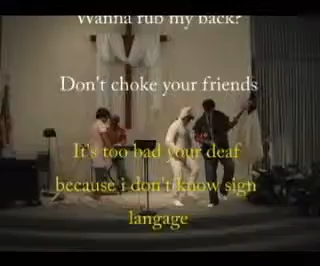 Wanna rub my back?
Don't choke your friends
It's too bad your deaf
because i don't know sign
langage